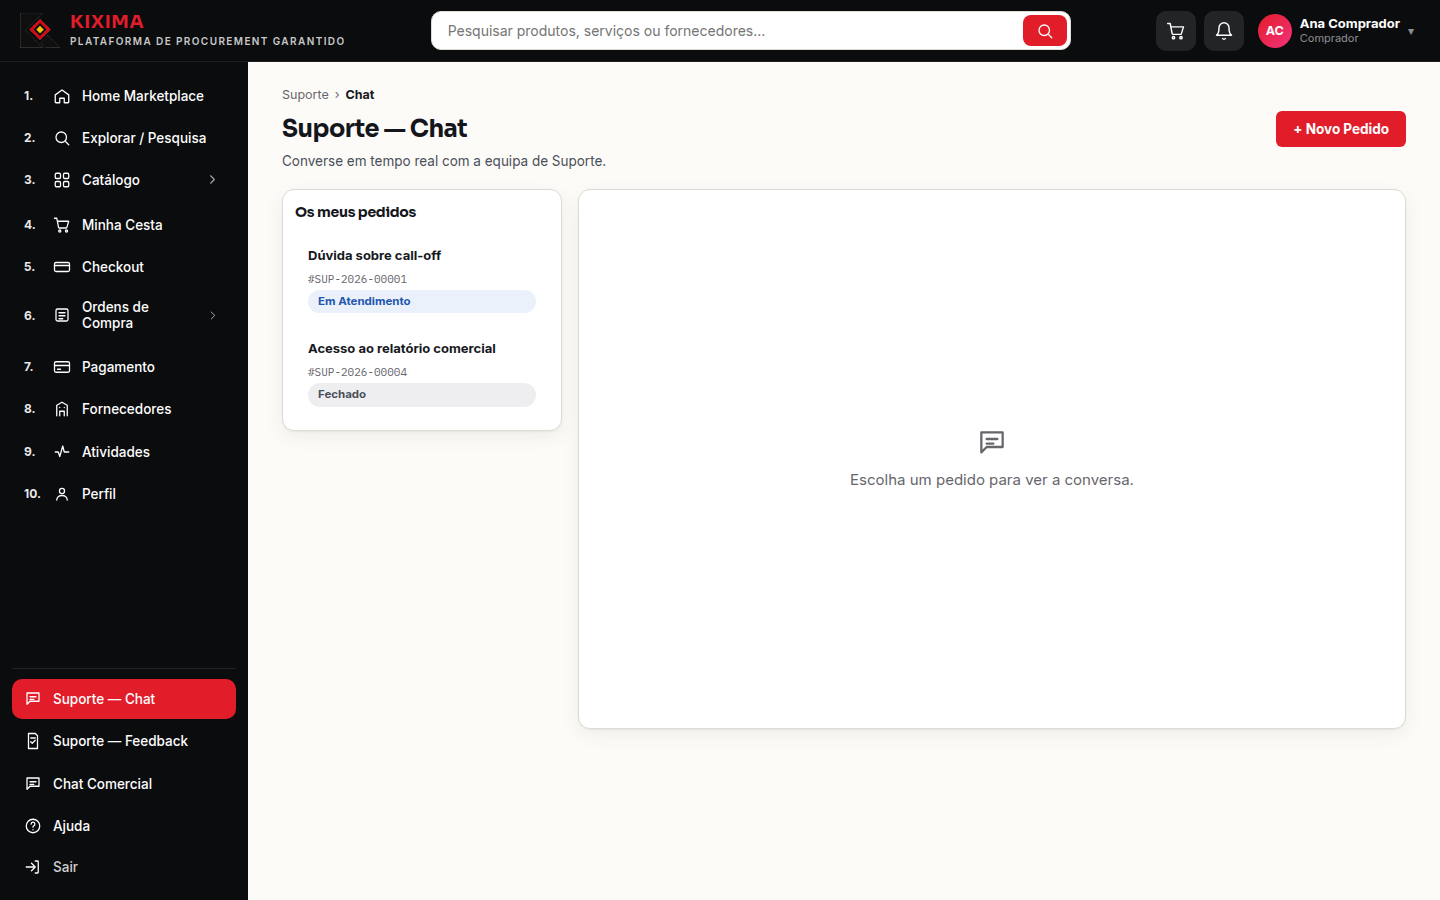 KIXIMA
PLATAFORMA DE PROCUREMENT GARANTIDO
Pesquisar produtos, serviços ou fornecedores...
AC
Ana Comprador
Comprador
1. Home Marketplace
2. Explorar / Pesquisa
3. Catálogo
4. Minha Cesta
5. Checkout
6. Ordens de
Compra
7. Pagamento
8. Fornecedores
9. Atividades
10. Perfil
Suporte — Chat
Suporte — Feedback
Chat Comercial
Ajuda
Sair
Suporte › Chat
Suporte — Chat
+ Novo Pedido
Converse em tempo real com a equipa de Suporte.
Os meus pedidos
Dúvida sobre call-off
#SUP-2026-00001
Em Atendimento
Acesso ao relatório comercial
#SUP-2026-00004
Fechado
Escolha um pedido para ver a conversa.